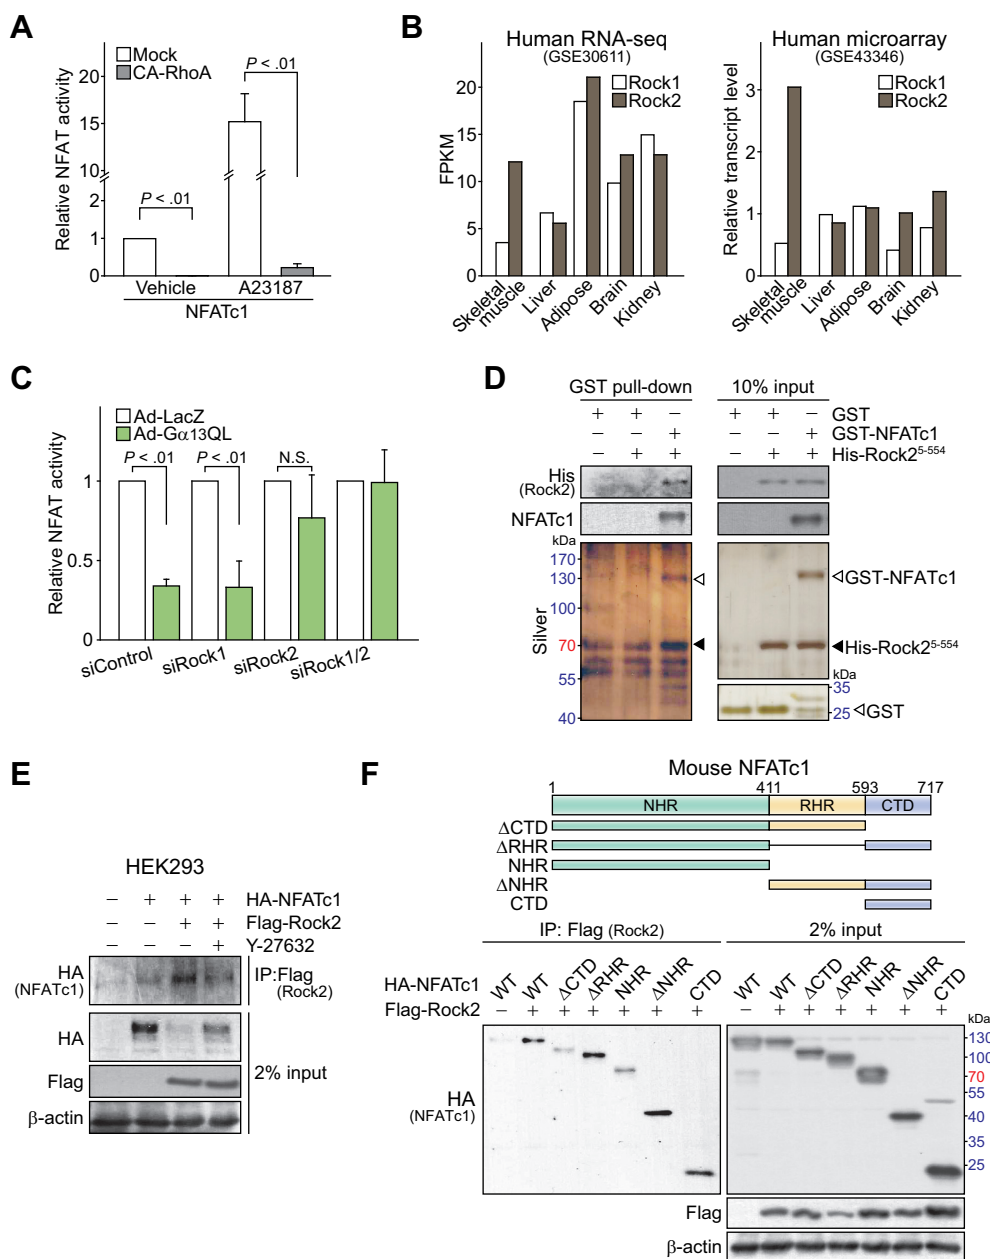 A
Mock
CA-RhoA
P < .01
P < .01
Relative NFAT activity
20
15
10
2
1
0
Vehicle
A23187
NFATc1
B
Human RNA-seq
(GSE30611)
Rock1
Rock2
FPKM
20
15
10
5
0
Skeletal muscle
Liver
Adipose
Brain
Kidney
Human microarray
(GSE43346)
Rock1
Rock2
Relative transcript level
3
2
1
0
Skeletal muscle
Liver
Adipose
Brain
Kidney
C
Ad-LacZ
Ad-Gα13QL
P < .01
P < .01
N.S.
Relative NFAT activity
1
0.5
0
siControl
siRock1
siRock2
siRock1/2
D
GST pull-down
10% input
+ + − + + − GST
− − + − − + GST-NFATc1
− + + − + + His-Rock2⁵⁻⁵⁵⁴
His
(Rock2)
NFATc1
kDa
170
130
100
70
55
40
Silver
GST-NFATc1
His-Rock2⁵⁻⁵⁵⁴
kDa
35
25
GST
E
HEK293
− + + + HA-NFATc1
− − + + Flag-Rock2
− − − + Y-27632
HA
(NFATc1)
IP:Flag
(Rock2)
HA
Flag
β-actin
2% input
F
Mouse NFATc1
1 411 593 717
NHR RHR CTD
ΔCTD
ΔRHR
NHR
ΔNHR
CTD
IP: Flag (Rock2)
2% input
HA-NFATc1 WT WT ΔCTD ΔRHR NHR ΔNHR CTD WT WT ΔCTD ΔRHR NHR ΔNHR CTD
Flag-Rock2 − + + + + + + − + + + + + +
HA
(NFATc1)
kDa
130
100
70
55
40
35
25
Flag
β-actin